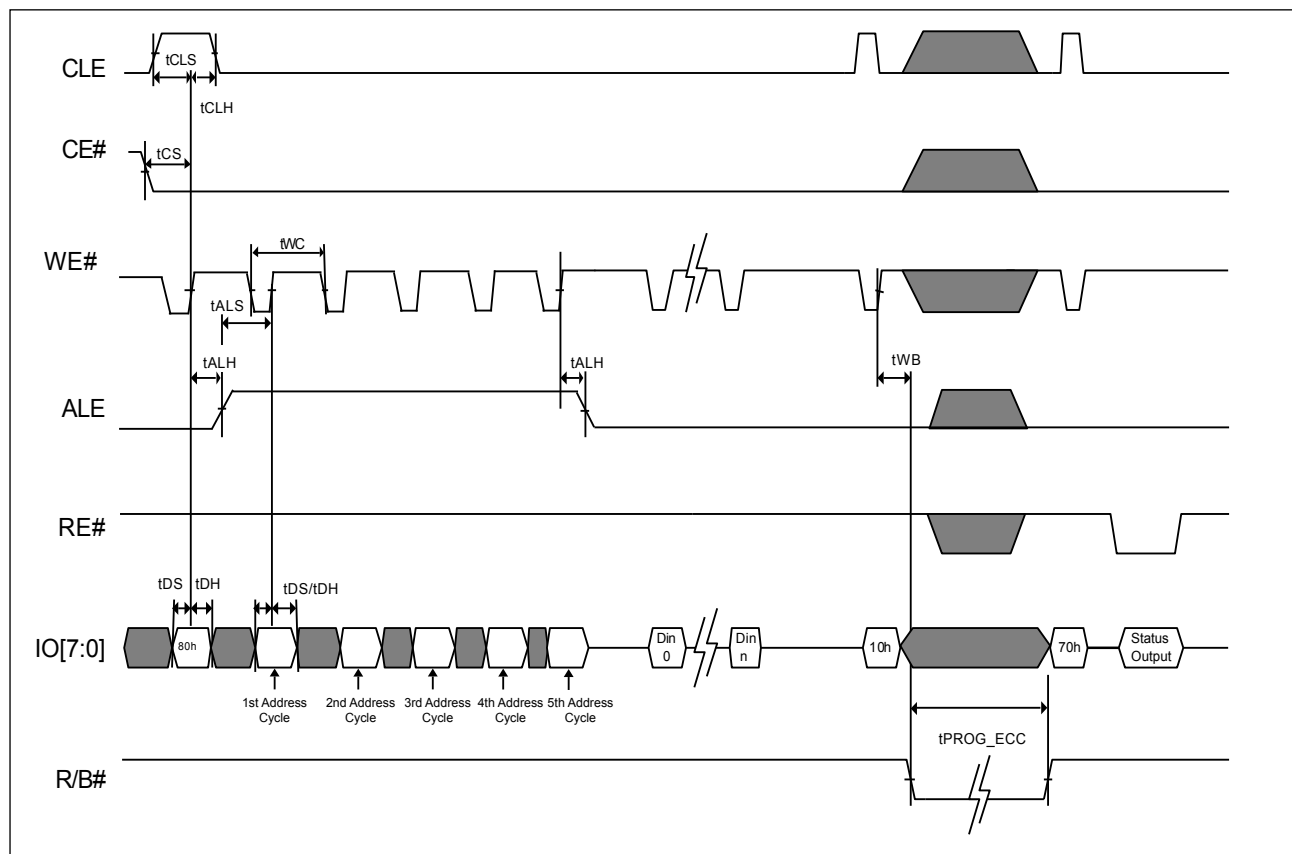 CLE
tCLS
tCLH
CE#
tCS
WE#
tWC
tALS
tALH
tALH
tWB
ALE
RE#
tDS
tDH
tDS/tDH
IO[7:0]
80h
Din
0
Din
n
10h
70h
Status
Output
1st Address
Cycle
2nd Address
Cycle
3rd Address
Cycle
4th Address
Cycle
5th Address
Cycle
tPROG_ECC
R/B#